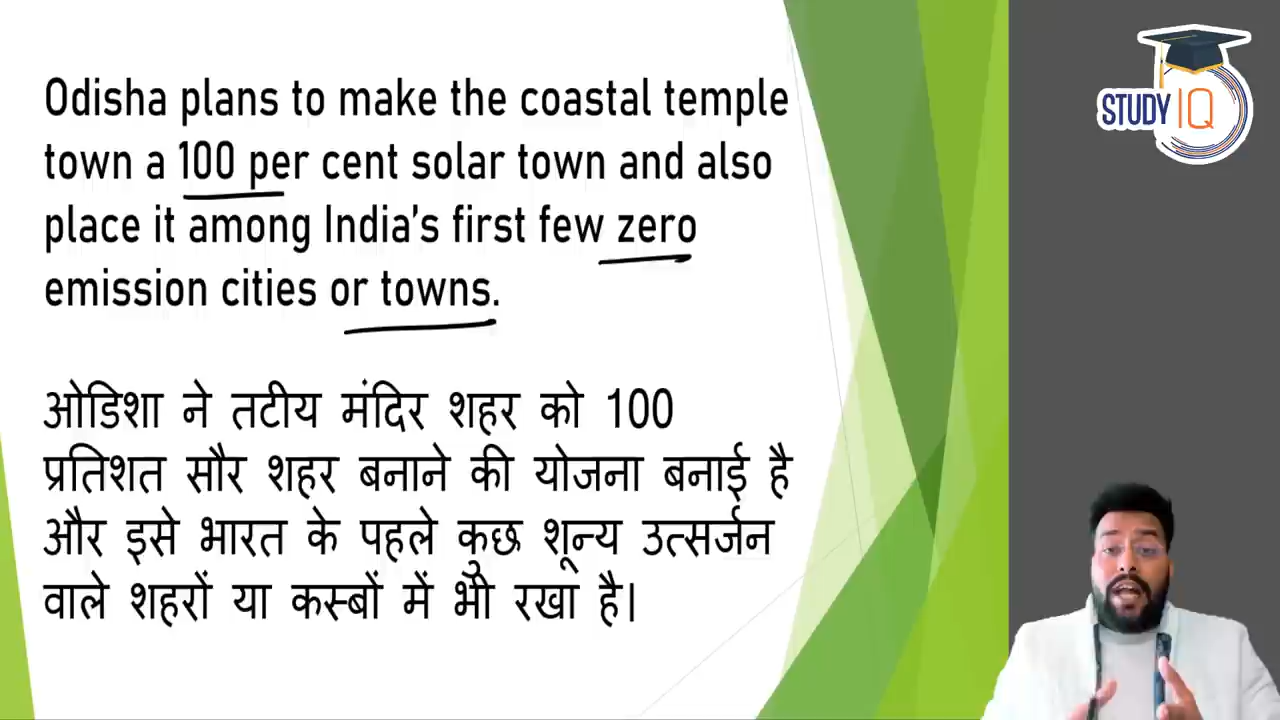 Odisha plans to make the coastal temple
town a 100 per cent solar town and also
place it among India's first few zero
emission cities or towns.
ओडिशा ने तटीय मंदिर शहर को 100
प्रतिशत सौर शहर बनाने की योजना बनाई है
और इसे भारत के पहले कुछ शून्य उत्सर्जन
वाले शहरों या कस्बों में भी रखा है।
STUDY IQ